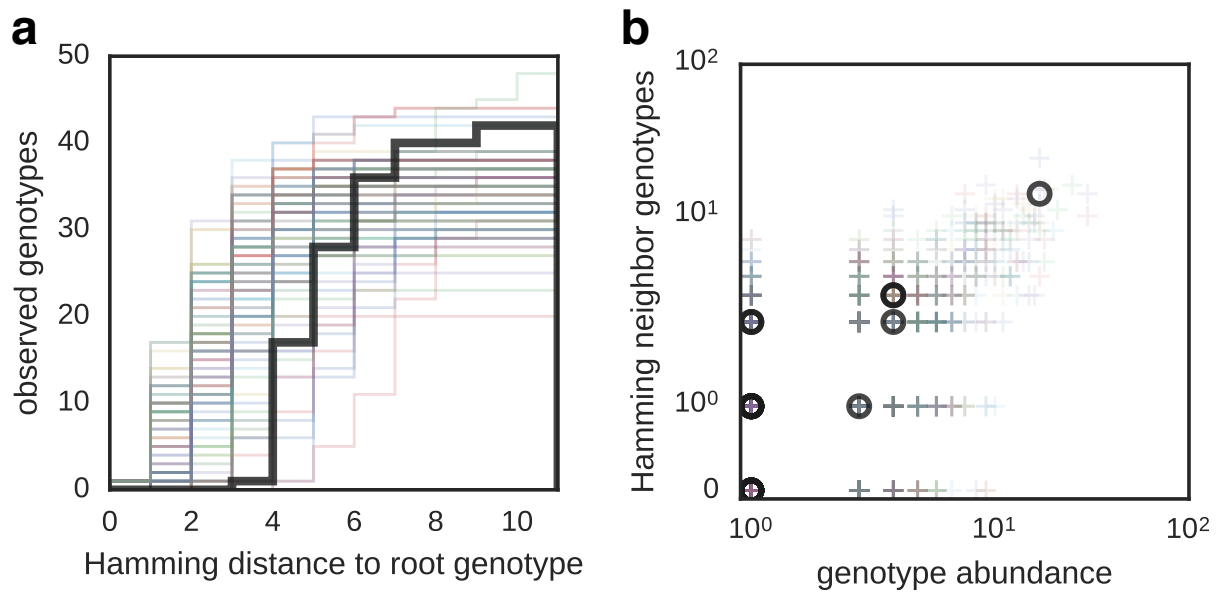 a
50
40
30
20
10
0
observed genotypes
0 2 4 6 8 10
Hamming distance to root genotype
b
10²
10¹
10⁰
0
Hamming neighbor genotypes
10⁰ 10¹ 10²
genotype abundance